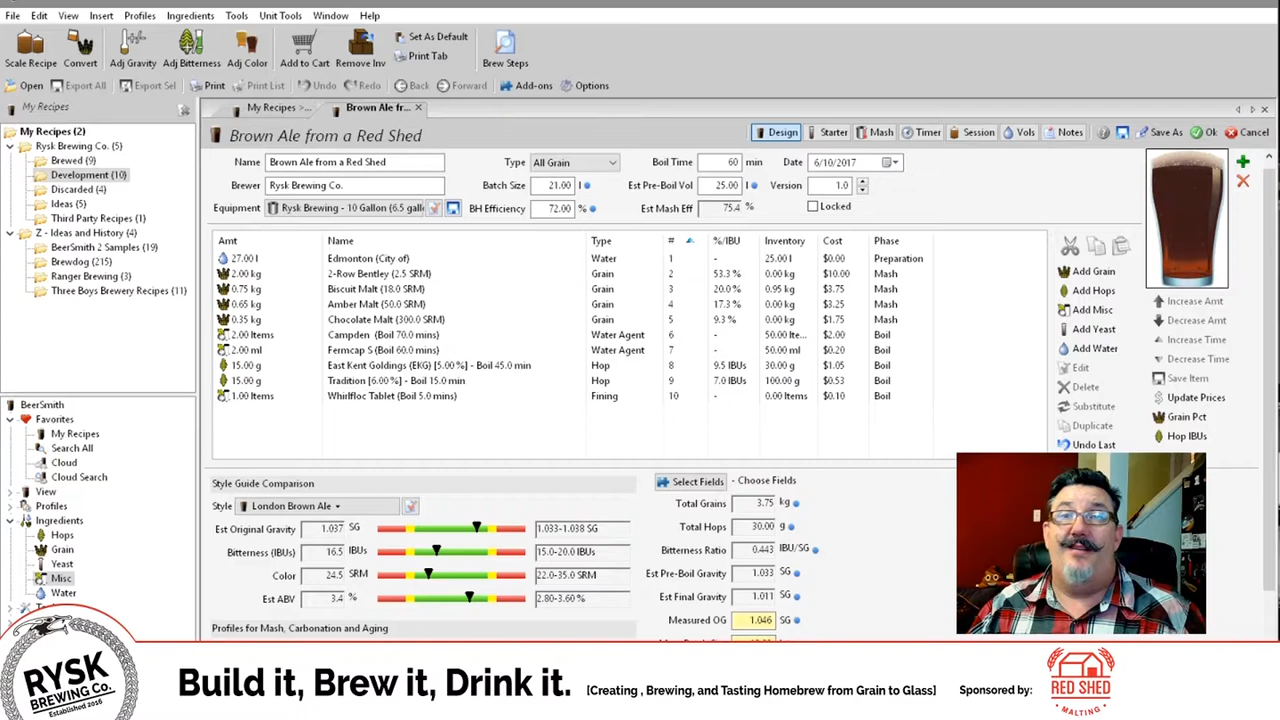 File Edit View Insert Profiles Ingredients Tools Unit Tools Window Help
Scale Recipe Convert Adj Gravity Adj Bitterness Adj Color Add to Cart Remove Inv Set As Default Print Tab Brew Steps
Open Export All Export Sel Print Print List Undo Redo Back Forward Add-ons Options
My Recipes
My Recipes >... Brown Ale fr...
My Recipes (2)
Rysk Brewing Co. (5)
Brewed (9)
Development (10)
Discarded (4)
Ideas (5)
Third Party Recipes (1)
Z - Ideas and History (4)
BeerSmith 2 Samples (19)
Brewdog (215)
Ranger Brewing (3)
Three Boys Brewery Recipes (11)
BeerSmith
Favorites
My Recipes
Search All
Cloud
Cloud Search
View
Profiles
Ingredients
Hops
Grain
Yeast
Misc
Water
Brown Ale from a Red Shed Design Starter Mash Timer Session Vols Notes Save As Ok Cancel
Name Brown Ale from a Red Shed Type All Grain Boil Time 60 min Date 6/10/2017
Brewer Rysk Brewing Co. Batch Size 21.00 l Est Pre-Boil Vol 25.00 l Version 1.0
Equipment Rysk Brewing - 10 Gallon (6.5 gall BH Efficiency 72.00 % Est Mash Eff 75.4 % Locked
Amt Name Type # %/IBU Inventory Cost Phase
27.00 l Edmonton (City of) Water 1 - 25.00 l $0.00 Preparation
2.00 kg 2-Row Bentley (2.5 SRM) Grain 2 53.3 % 0.00 kg $10.00 Mash
0.75 kg Biscuit Malt (18.0 SRM) Grain 3 20.0 % 0.95 kg $3.75 Mash
0.65 kg Amber Malt (50.0 SRM) Grain 4 17.3 % 0.00 kg $3.25 Mash
0.35 kg Chocolate Malt (300.0 SRM) Grain 5 9.3 % 0.00 kg $1.75 Mash
2.00 Items Campden (Boil 70.0 mins) Water Agent 6 - 50.00 Ite... $2.00 Boil
2.00 ml Fermcap S (Boil 60.0 mins) Water Agent 7 - 50.00 ml $0.20 Boil
15.00 g East Kent Goldings (EKG) [5.00 %] - Boil 45.0 min Hop 8 9.5 IBUs 30.00 g $1.05 Boil
15.00 g Tradition [6.00 %] - Boil 15.0 min Hop 9 7.0 IBUs 100.00 g $0.53 Boil
1.00 Items Whirlfloc Tablet (Boil 5.0 mins) Fining 10 - 0.00 Items $0.10 Boil
Add Grain
Add Hops
Add Misc
Add Yeast
Add Water
Edit
Delete
Substitute
Duplicate
Undo Last
Increase Amt
Decrease Amt
Increase Time
Decrease Time
Save Item
Update Prices
Grain Pct
Hop IBUs
Style Guide Comparison
Style London Brown Ale
Est Original Gravity 1.037 SG 1.033-1.038 SG
Bitterness (IBUs) 16.5 IBUs 15.0-20.0 IBUs
Color 24.5 SRM 22.0-35.0 SRM
Est ABV 3.4 % 2.80-3.60 %
Profiles for Mash, Carbonation and Aging
Select Fields - Choose Fields
Total Grains 3.75 kg
Total Hops 30.00 g
Bitterness Ratio 0.443 IBU/SG
Est Pre-Boil Gravity 1.033 SG
Est Final Gravity 1.011 SG
Measured OG 1.046 SG
RYSK
BREWING CO.
Established 2016
Build it, Brew it, Drink it. [Creating , Brewing, and Tasting Homebrew from Grain to Glass] Sponsored by:
RED SHED
MALTING